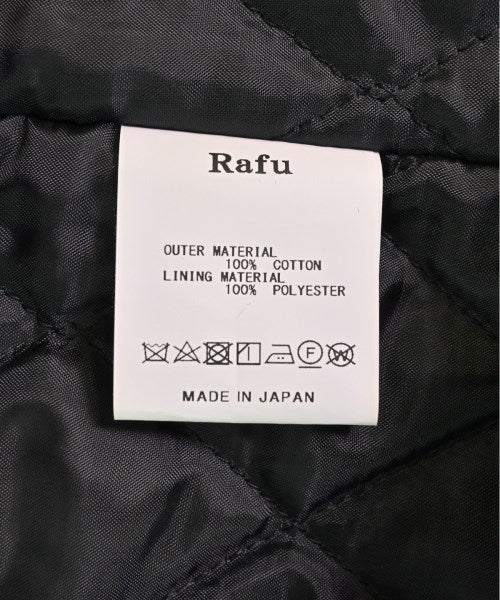 Rafu
OUTER MATERIAL
100% COTTON
LINING MATERIAL
100% POLYESTER
F W
MADE IN JAPAN